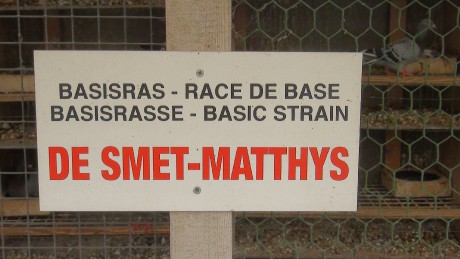 BASISRAS - RACE DE BASE
BASISRASSE - BASIC STRAIN
DE SMET-MATTHYS